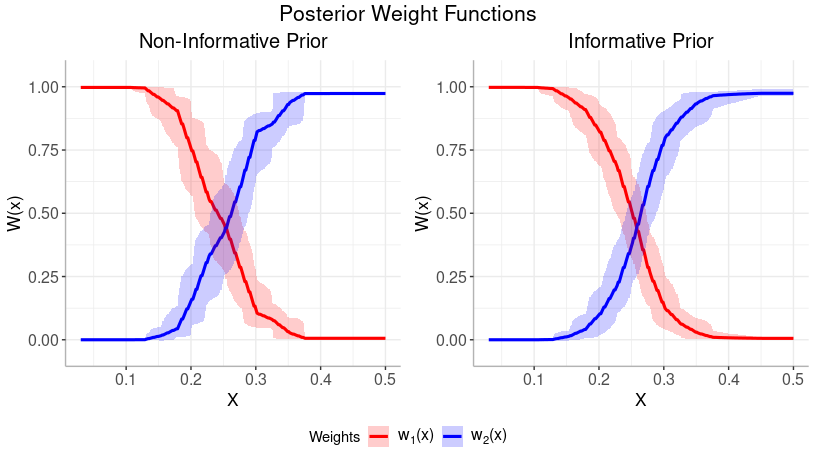 Posterior Weight Functions
Non-Informative Prior
Informative Prior
W(x)
1.00
0.75
0.50
0.25
0.00
0.1 0.2 0.3 0.4 0.5
X
W(x)
1.00
0.75
0.50
0.25
0.00
0.1 0.2 0.3 0.4 0.5
X
Weights w₁(x) w₂(x)